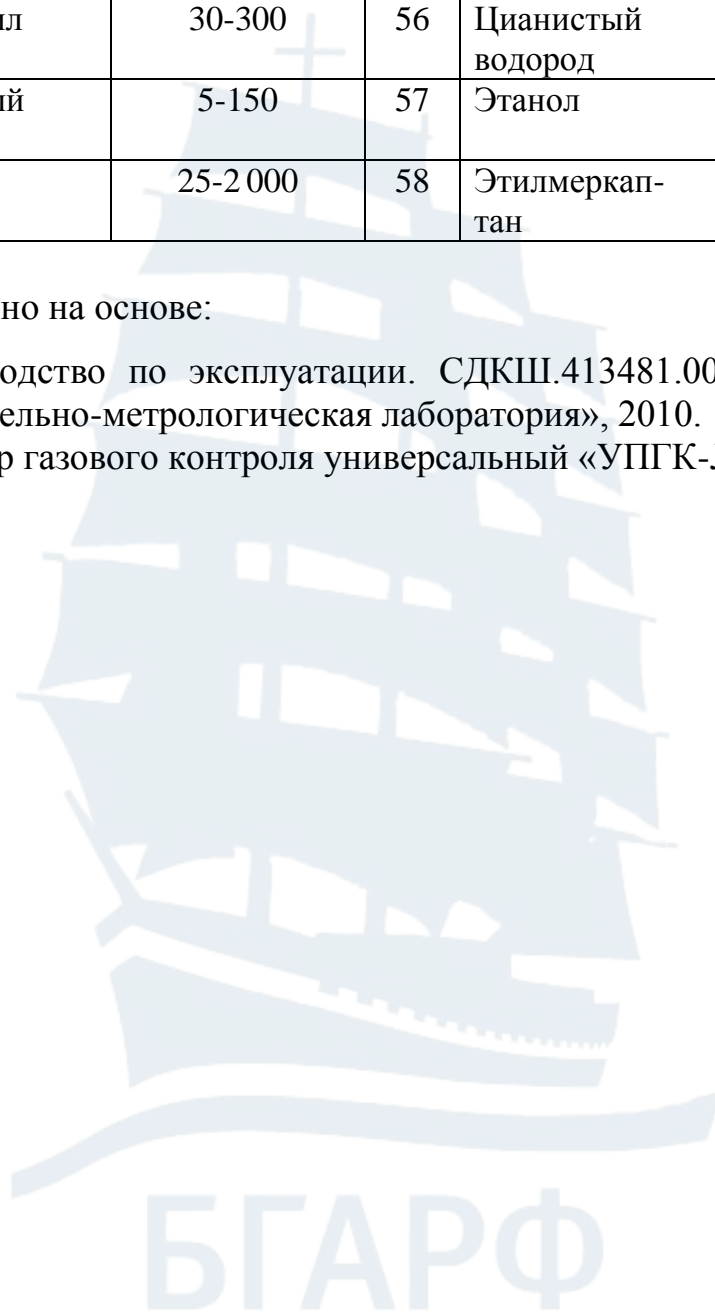 ил 30-300 56 Цианистый
водород
ый 5-150 57 Этанол
25-2 000 58 Этилмеркап-
тан
но на основе:
одство по эксплуатации. СДКШ.413481.00
ельно-метрологическая лаборатория», 2010.
р газового контроля универсальный «УПГК-
БГАРФ